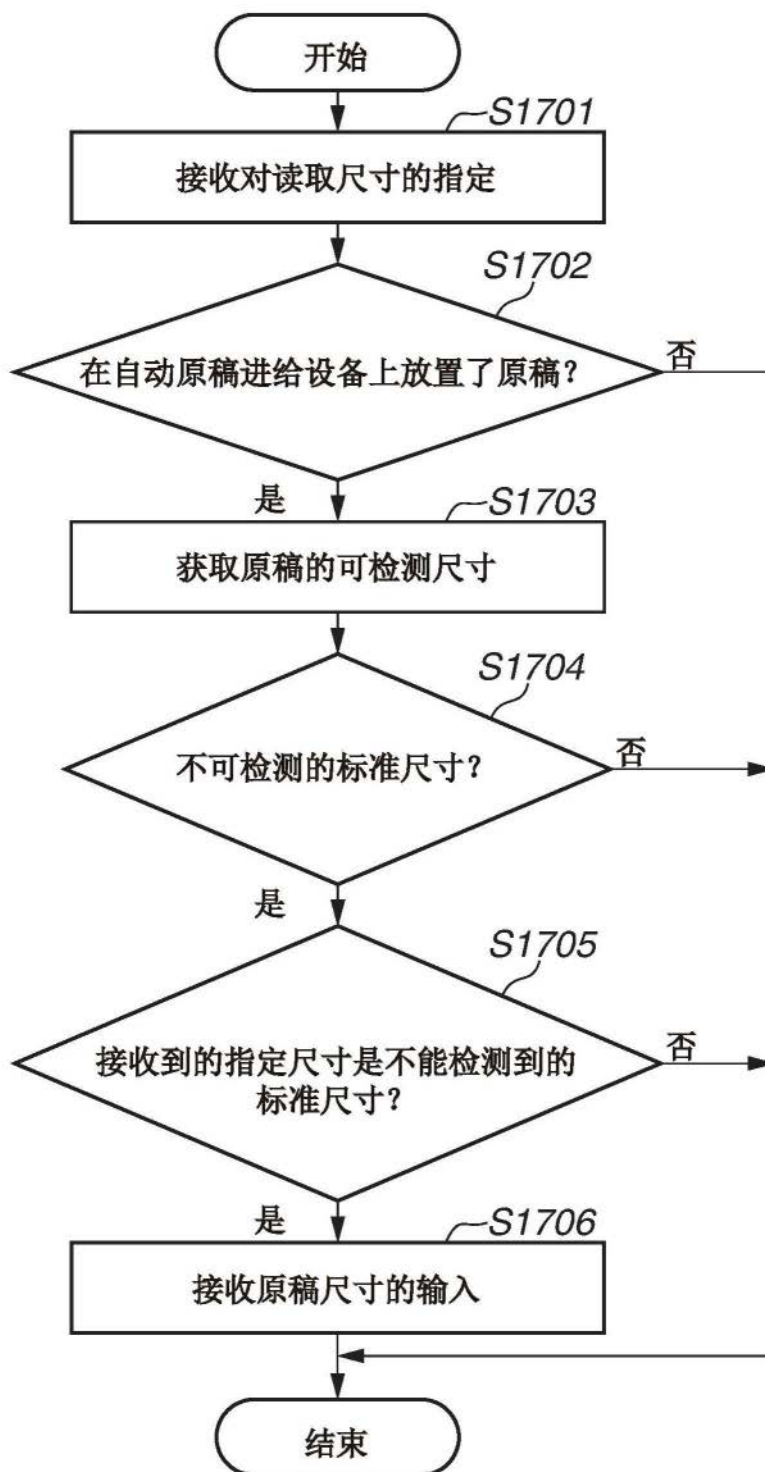 开始
S1701
接收对读取尺寸的指定
S1702
在自动原稿进给设备上放置了原稿？
否
是
S1703
获取原稿的可检测尺寸
S1704
不可检测的标准尺寸？
否
是
S1705
接收到的指定尺寸是不能检测到的
标准尺寸？
否
是
S1706
接收原稿尺寸的输入
结束